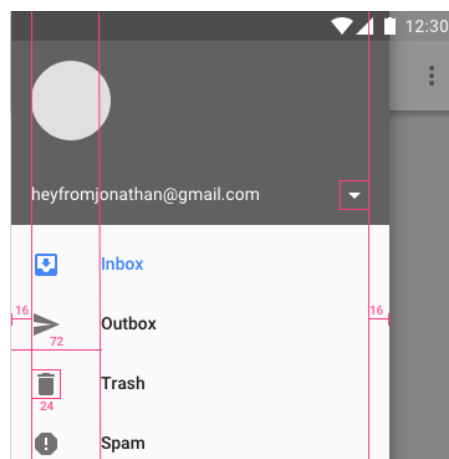 12:30
heyfromjonathan@gmail.com
Inbox
16
16
Outbox
72
Trash
24
Spam